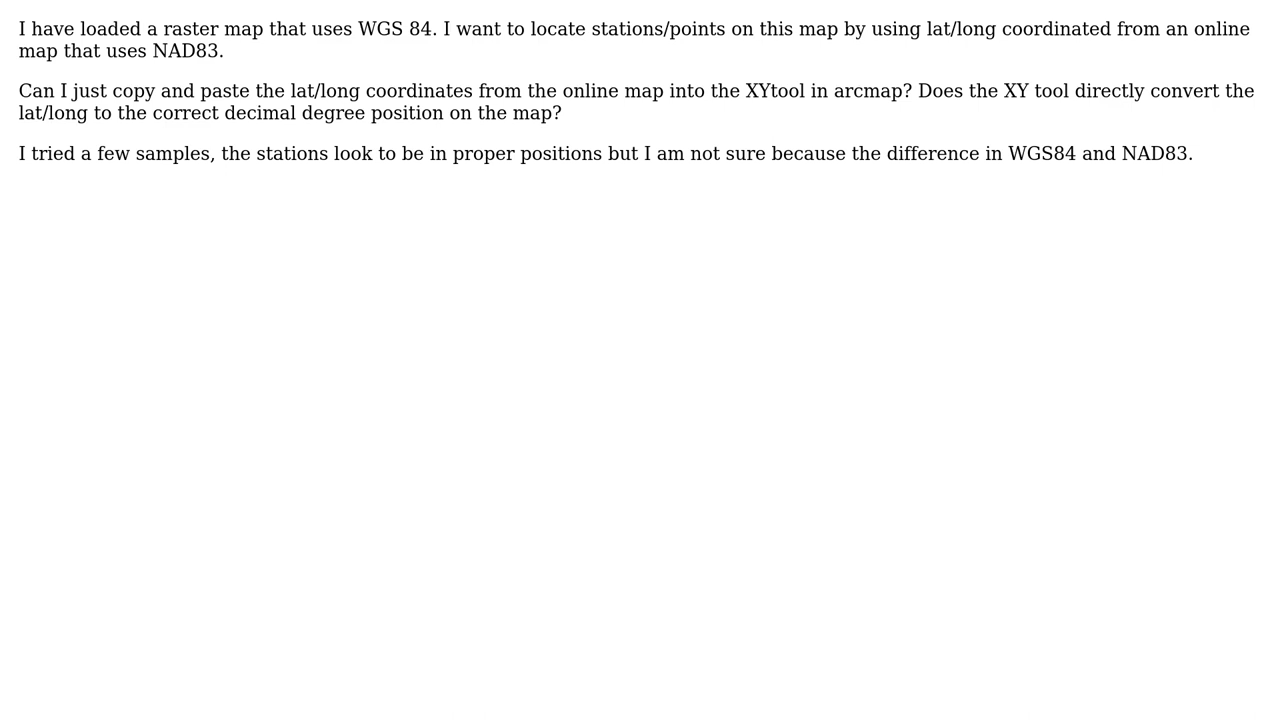 I have loaded a raster map that uses WGS 84. I want to locate stations/points on this map by using lat/long coordinated from an online
map that uses NAD83.
Can I just copy and paste the lat/long coordinates from the online map into the XYtool in arcmap? Does the XY tool directly convert the
lat/long to the correct decimal degree position on the map?
I tried a few samples, the stations look to be in proper positions but I am not sure because the difference in WGS84 and NAD83.